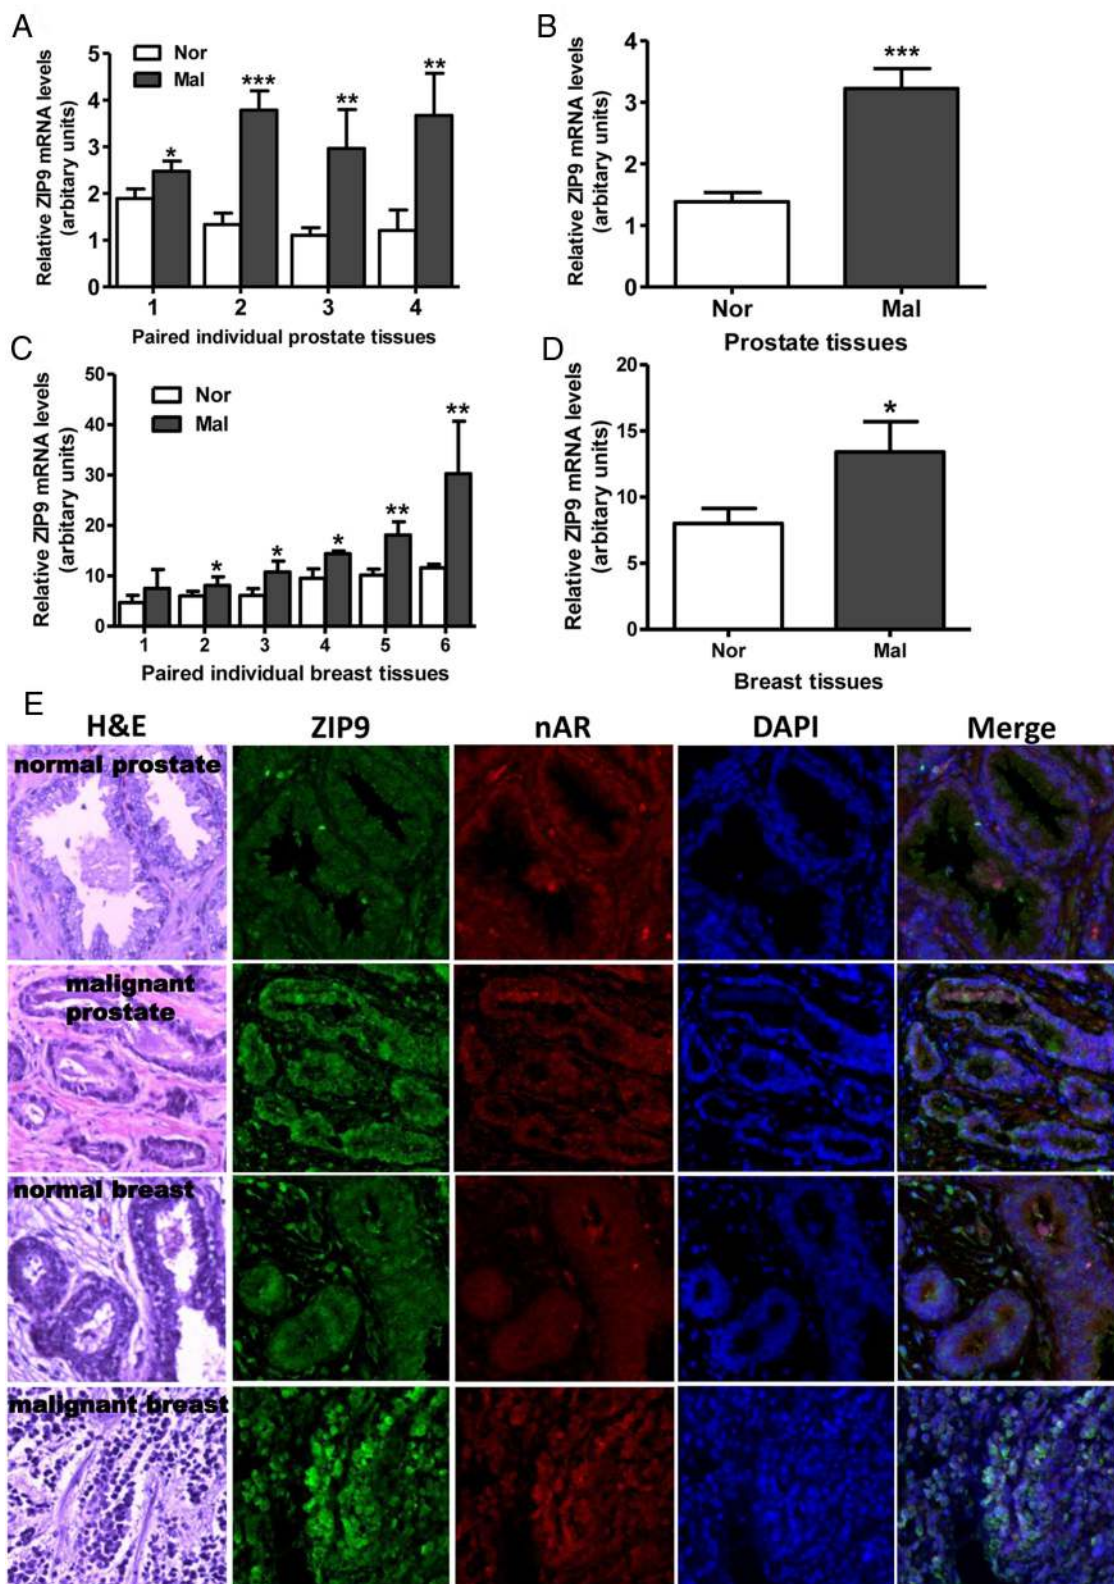 A
Nor
Mal
Relative ZIP9 mRNA levels
(arbitary units)
5
4
3
2
1
0
*
***
**
**
1 2 3 4
Paired individual prostate tissues
B
Relative ZIP9 mRNA levels
(arbitary units)
4
3
2
1
0
***
Nor Mal
Prostate tissues
C
Nor
Mal
Relative ZIP9 mRNA levels
(arbitary units)
50
40
30
20
10
0
*
*
*
**
**
1 2 3 4 5 6
Paired individual breast tissues
D
Relative ZIP9 mRNA levels
(arbitary units)
20
15
10
5
0
*
Nor Mal
Breast tissues
E
H&E ZIP9 nAR DAPI Merge
normal prostate
malignant
prostate
normal breast
malignant breast